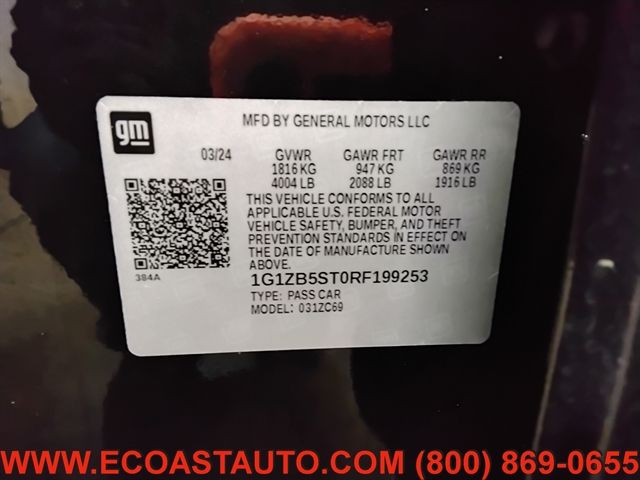 gm
MFD BY GENERAL MOTORS LLC
03/24 GVWR GAWR FRT GAWR RR
1816 KG 947 KG 869 KG
4004 LB 2088 LB 1916 LB
THIS VEHICLE CONFORMS TO ALL
APPLICABLE U.S. FEDERAL MOTOR
VEHICLE SAFETY, BUMPER, AND THEFT
PREVENTION STANDARDS IN EFFECT ON
THE DATE OF MANUFACTURE SHOWN
ABOVE.
384A
1G1ZB5ST0RF199253
TYPE: PASS CAR
MODEL: 031ZC69
WWW.ECOASTAUTO.COM (800) 869-0655